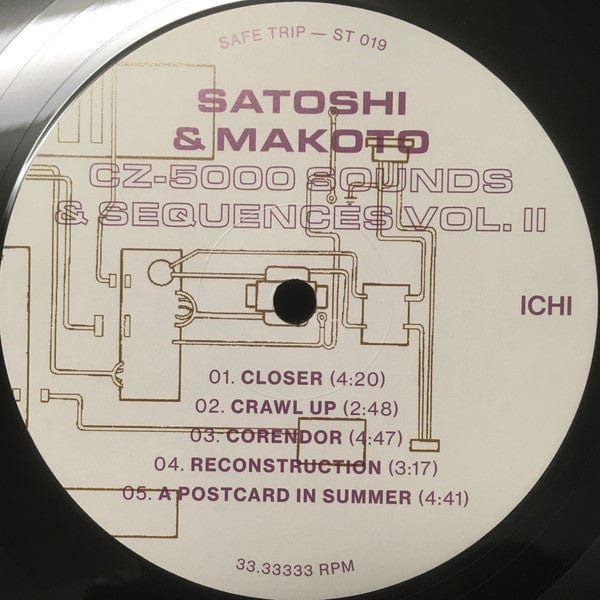 SAFE TRIP — ST 019
SATOSHI
& MAKOTO
CZ-5000 SOUNDS
& SEQUENCES VOL. II
ICHI
01. CLOSER (4:20)
02. CRAWL UP (2:48)
03. CORENDOR (4:47)
04. RECONSTRUCTION (3:17)
05. A POSTCARD IN SUMMER (4:41)
33.33333 RPM